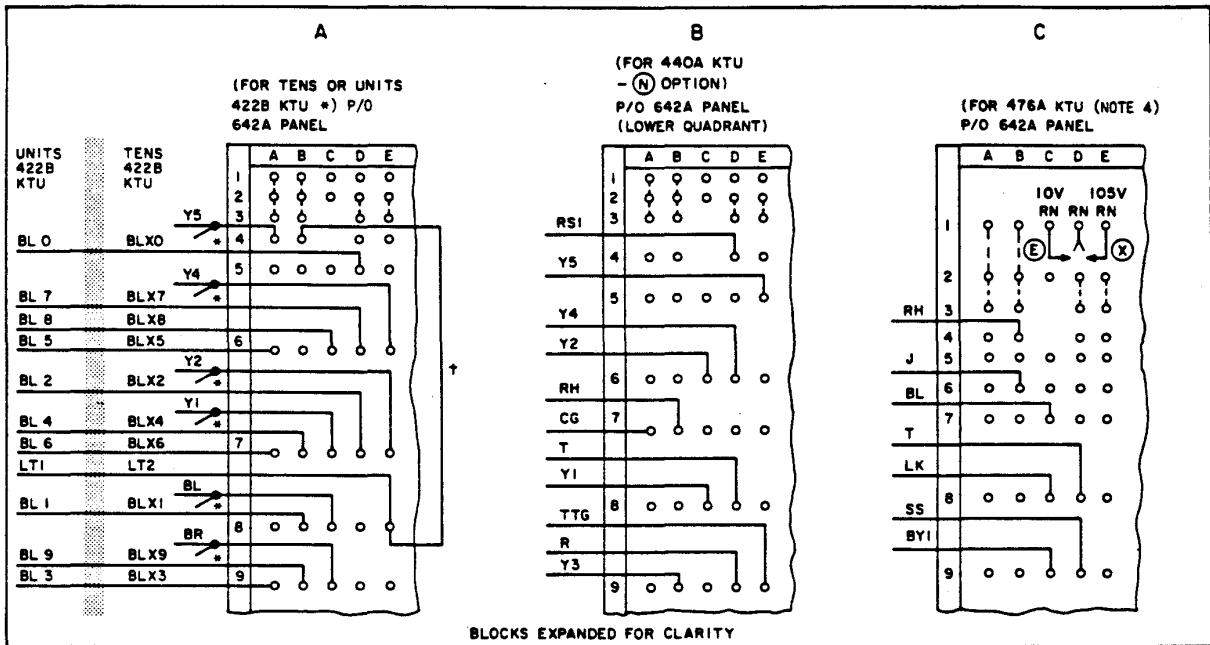 A
(FOR TENS OR UNITS
422B KTU *) P/O
642A PANEL
UNITS
422B
KTU
TENS
422B
KTU
A B C D E
1
2
3
4
5
6
7
8
9
Y5
*
BL 0 BLX0
Y4
*
BL 7 BLX7
BL 8 BLX8
BL 5 BLX5
Y2
*
BL 2 BLX2
Y1
*
BL 4 BLX4
BL 6 BLX6
LT1 LT2
BL
*
BL 1 BLX1
BR
*
BL 9 BLX9
BL 3 BLX3
†
B
(FOR 440A KTU
- N OPTION)
P/O 642A PANEL
(LOWER QUADRANT)
A B C D E
1
2
3
4
5
6
7
8
9
RS1
Y5
Y4
Y2
RH
CG
T
Y1
TTG
R
Y3
C
(FOR 476A KTU (NOTE 4)
P/O 642A PANEL
A B C D E
10V 105V
RN RN RN
E X
1
2
3
4
5
6
7
8
9
RH
J
BL
T
LK
SS
BY1
BLOCKS EXPANDED FOR CLARITY